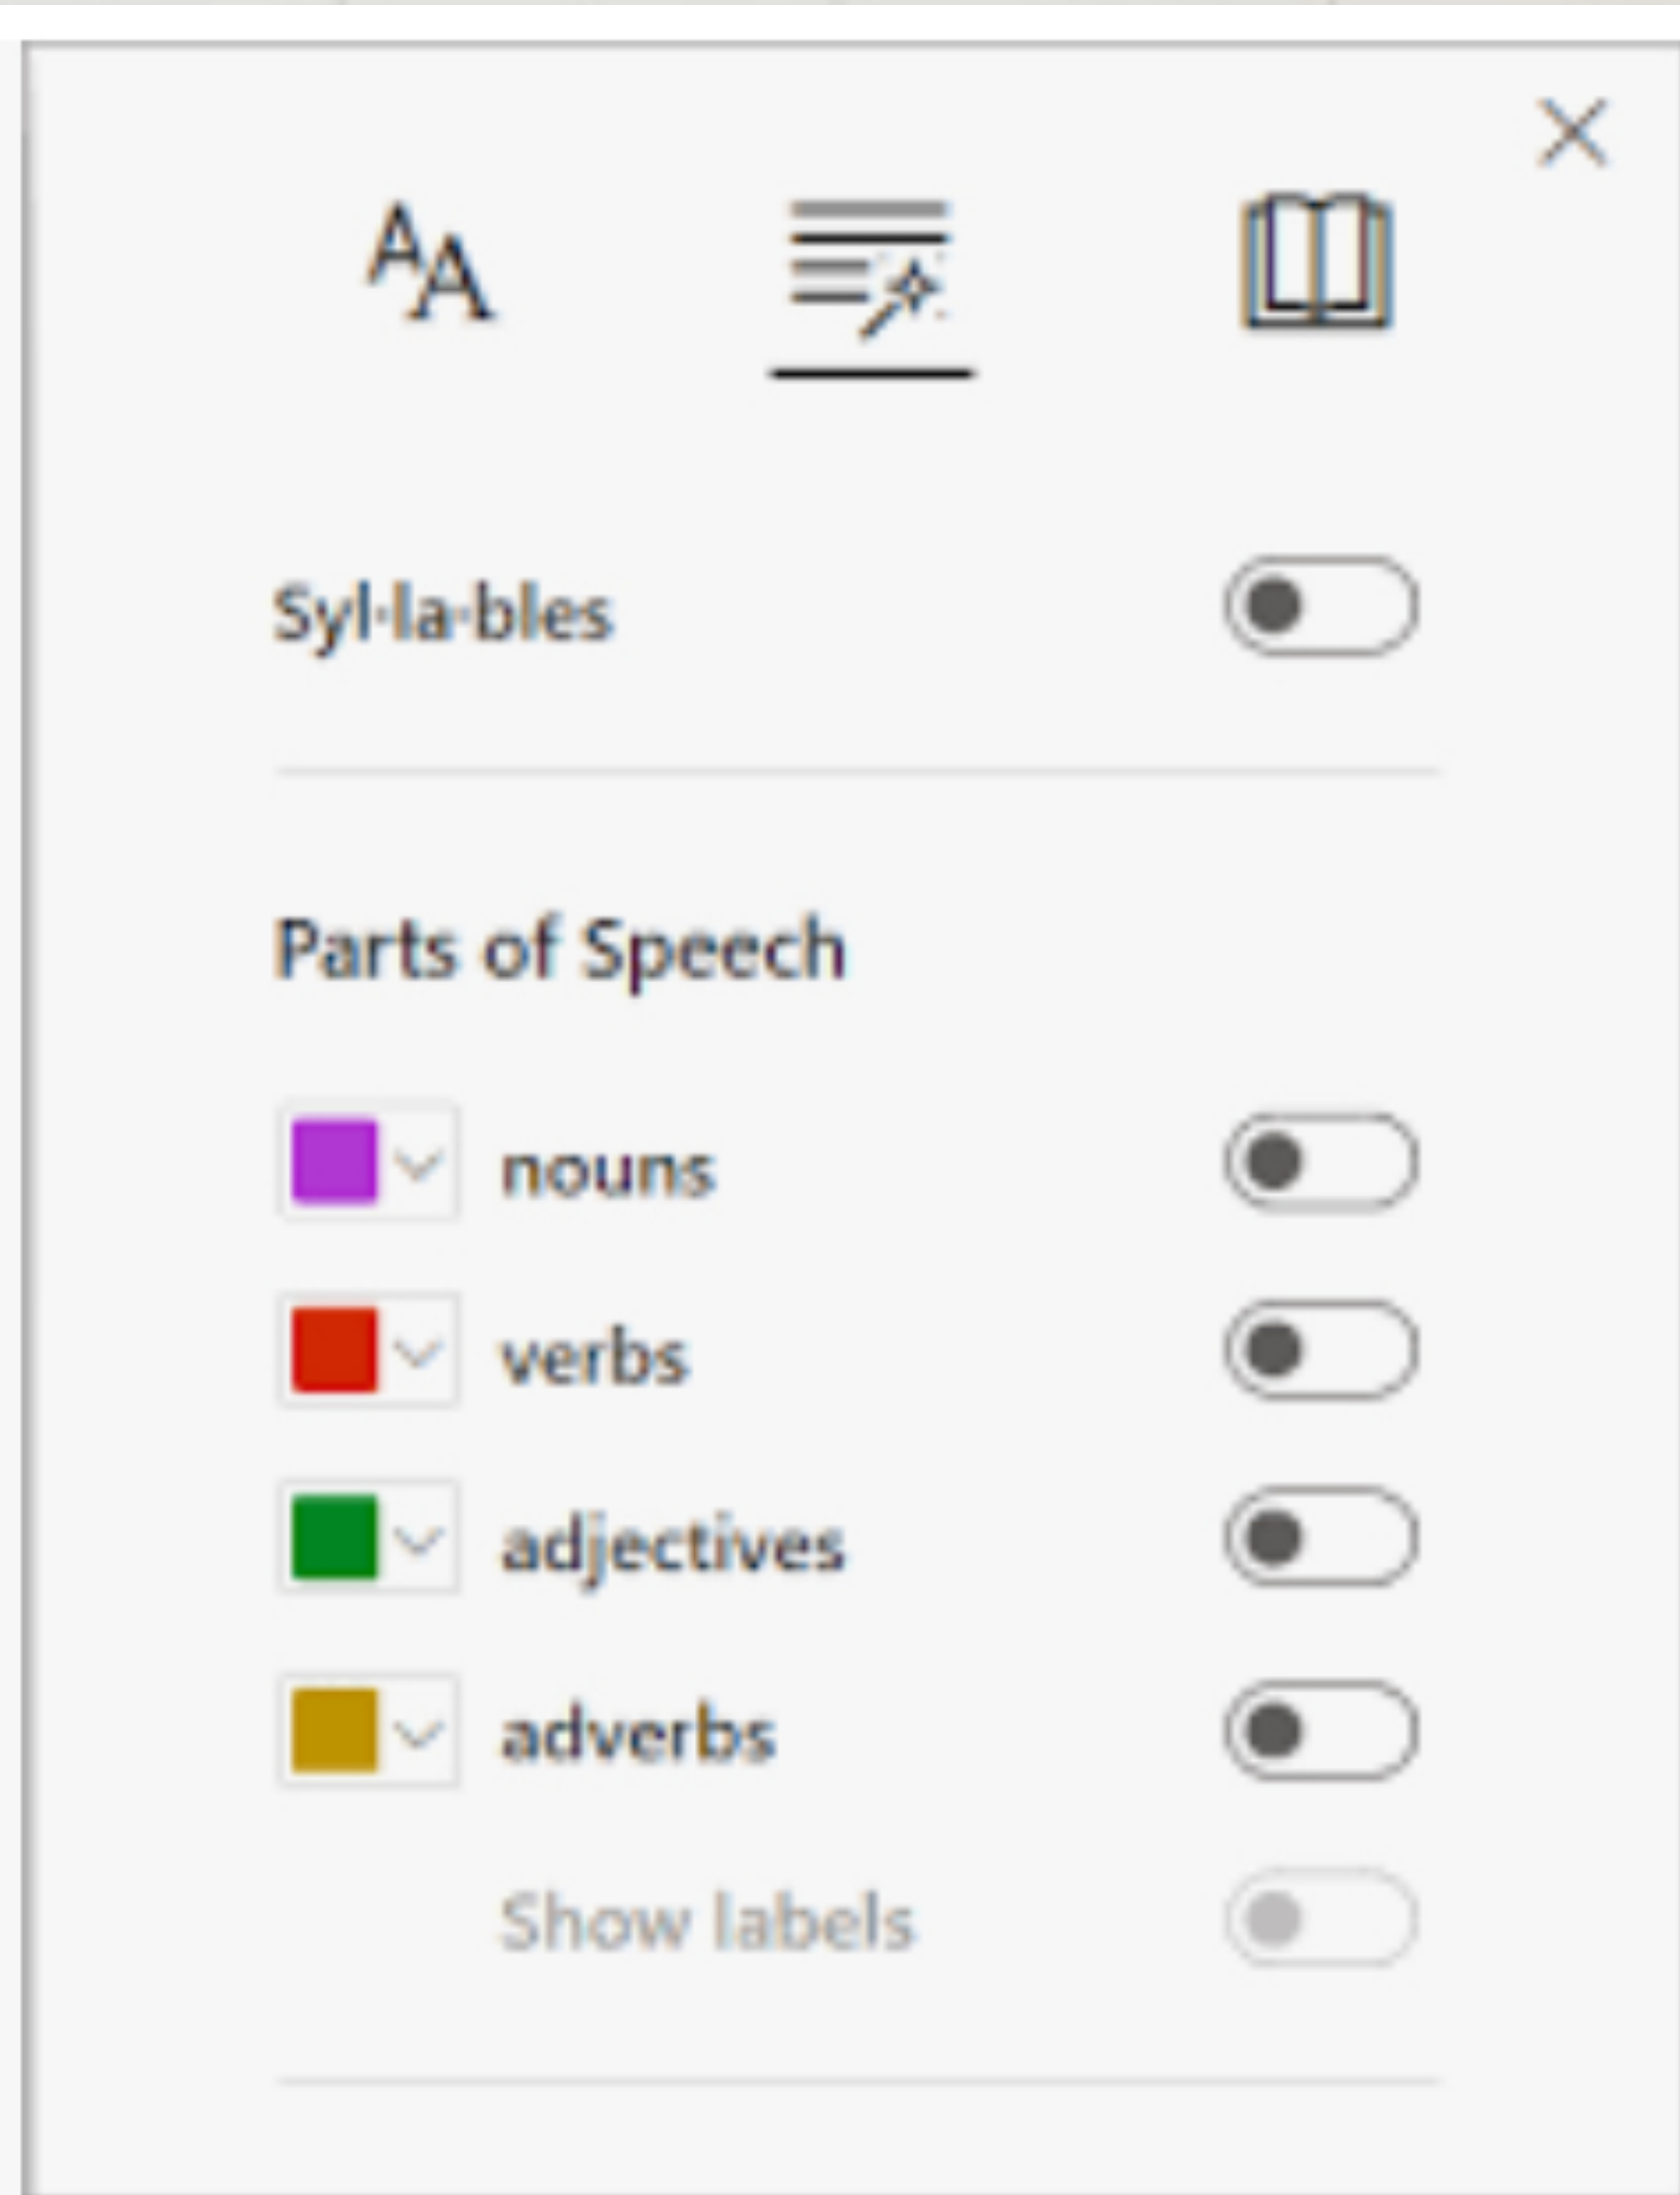 Syl·la·bles
Parts of Speech
nouns
verbs
adjectives
adverbs
Show labels